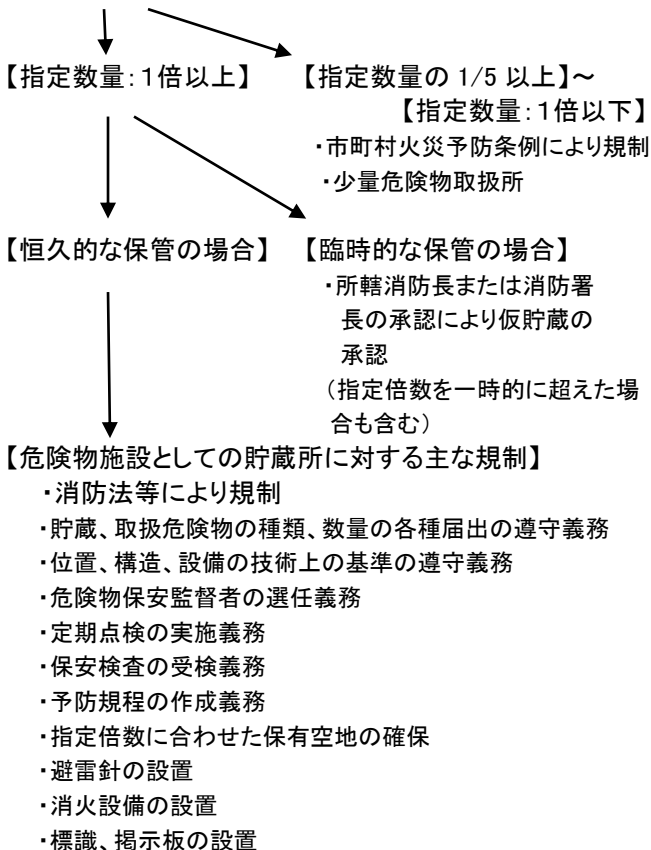 【指定数量：１倍以上】 【指定数量の 1/5 以上】～
【指定数量：１倍以下】
・市町村火災予防条例により規制
・少量危険物取扱所
【恒久的な保管の場合】 【臨時的な保管の場合】
・所轄消防長または消防署
長の承認により仮貯蔵の
承認
（指定倍数を一時的に超えた場
合も含む）
【危険物施設としての貯蔵所に対する主な規制】
・消防法等により規制
・貯蔵、取扱危険物の種類、数量の各種届出の遵守義務
・位置、構造、設備の技術上の基準の遵守義務
・危険物保安監督者の選任義務
・定期点検の実施義務
・保安検査の受検義務
・予防規程の作成義務
・指定倍数に合わせた保有空地の確保
・避雷針の設置
・消火設備の設置
・標識、掲示板の設置